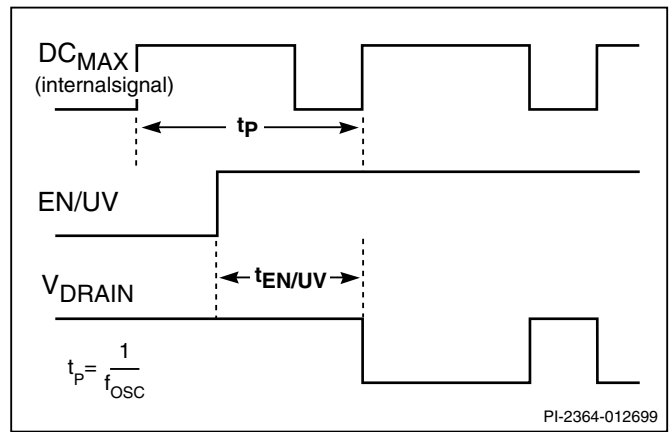 DCMAX
(internalsignal)
tP
EN/UV
tEN/UV
VDRAIN
tP= 1
fOSC
PI-2364-012699